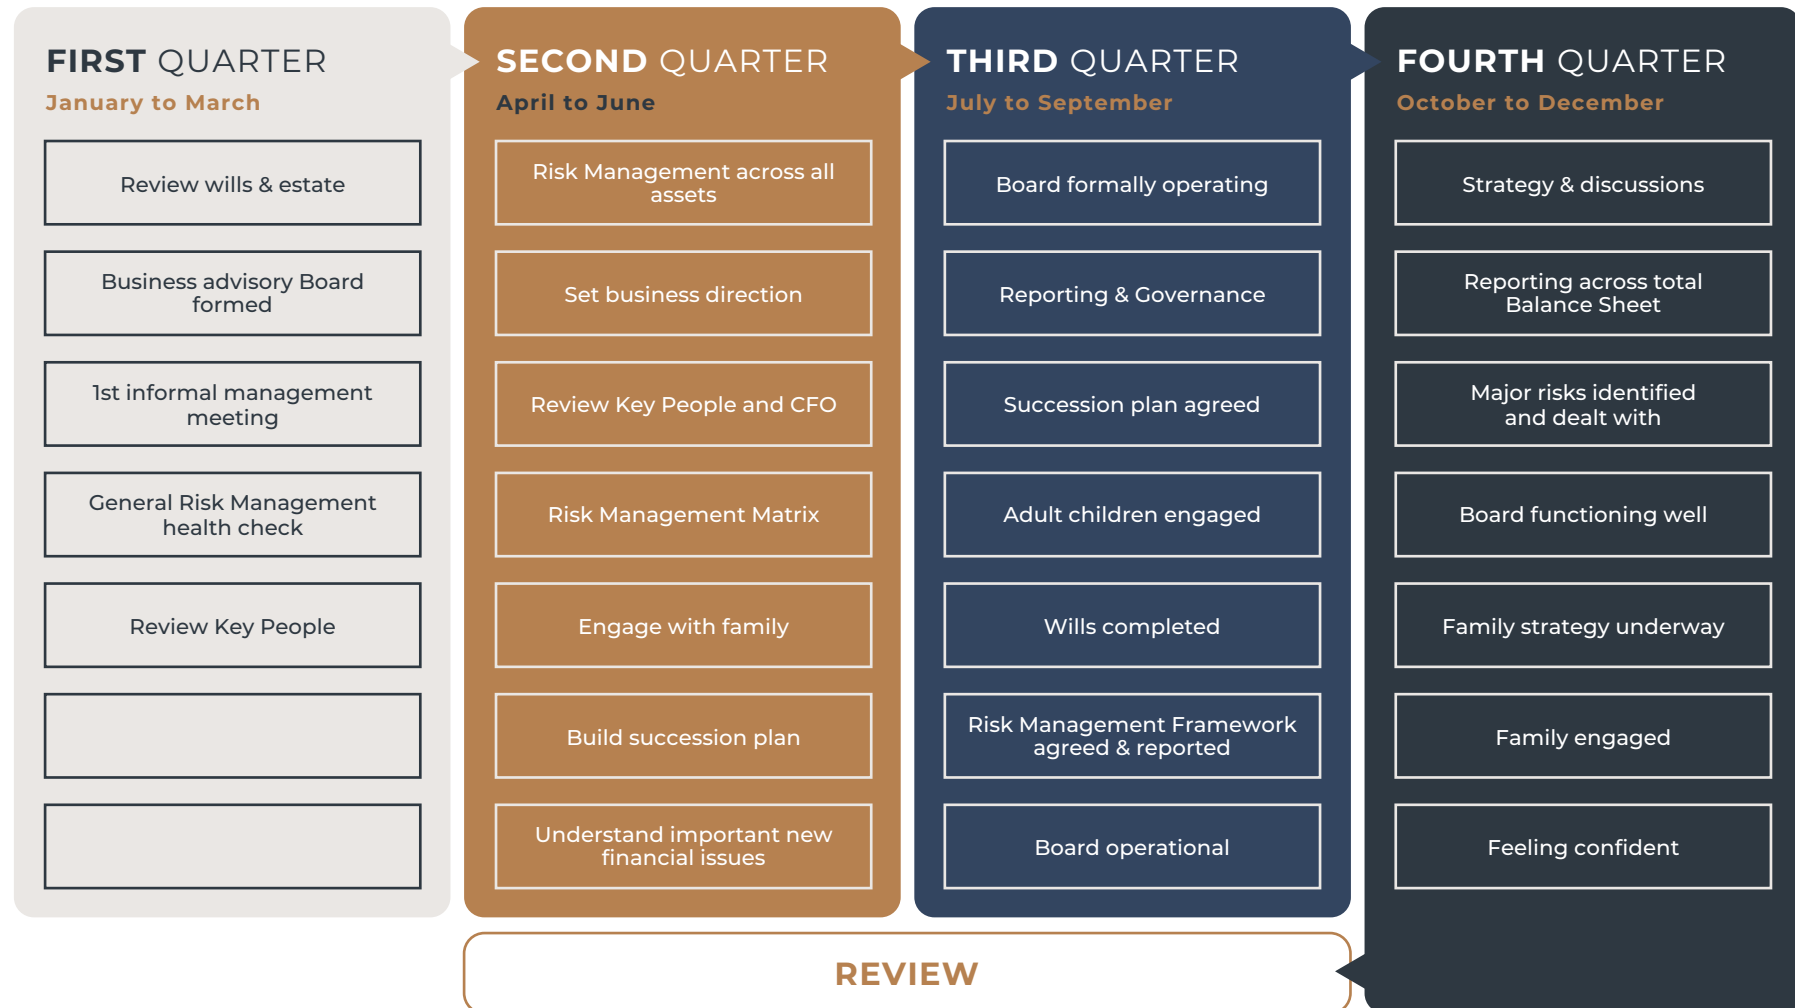 FIRST QUARTER
January to March
Review wills & estate
Business advisory Board
formed
1st informal management
meeting
General Risk Management
health check
Review Key People
SECOND QUARTER
April to June
Risk Management across all
assets
Set business direction
Review Key People and CFO
Risk Management Matrix
Engage with family
Build succession plan
Understand important new
financial issues
THIRD QUARTER
July to September
Board formally operating
Reporting & Governance
Succession plan agreed
Adult children engaged
Wills completed
Risk Management Framework
agreed & reported
Board operational
FOURTH QUARTER
October to December
Strategy & discussions
Reporting across total
Balance Sheet
Major risks identified
and dealt with
Board functioning well
Family strategy underway
Family engaged
Feeling confident
REVIEW